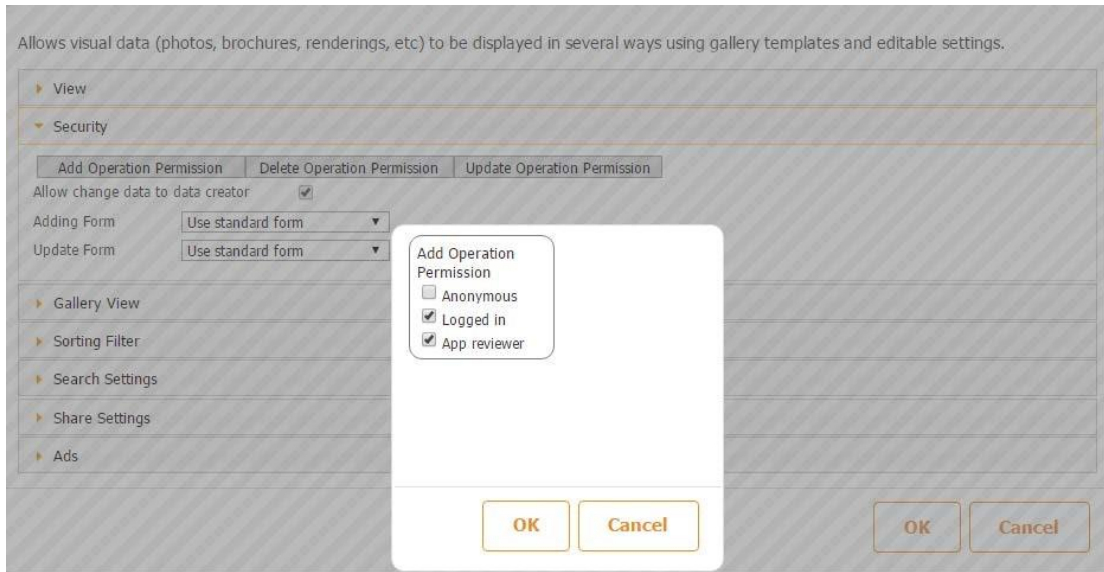 Allows visual data (photos, brochures, renderings, etc) to be displayed in several ways using gallery templates and editable settings.
View
Security
Add Operation Permission Delete Operation Permission Update Operation Permission
Allow change data to data creator
Adding Form Use standard form
Update Form Use standard form
Add Operation
Permission
Anonymous
Logged in
App reviewer
Gallery View
Sorting Filter
Search Settings
Share Settings
Ads
OK Cancel
OK Cancel